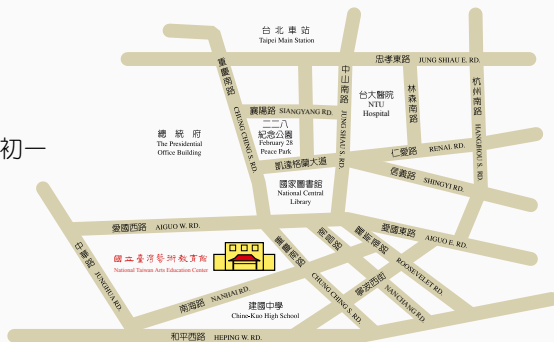 台北車站
Taipei Main Station
忠孝東路 JUNG SHIAU E. RD.
重慶南路
CHUNG CHING S. RD.
中山南路
JUNG SHAU S. RD.
杭州南路
HANGHOU S. RD.
林森南路
台大醫院
NTU
Hospital
襄陽路 SIANGYANG RD.
二二八
紀念公園
February 28
Peace Park
總統府
The Presidential
Office Building
初一
凱達格蘭大道
仁愛路 RENAI. RD.
信義路 SHINGYI RD.
國家圖書館
National Central
Library
愛國西路 AIGUO W. RD.
愛國東路 AIGUO E. RD.
中華路 JUNGHUA RD.
國立臺灣藝術教育館
National Taiwan Arts Education Center
重慶南路
CHUNG CHING S. RD.
南昌路
NANCHANG RD.
羅斯福路
ROOSEVELET RD.
寧波西街
南海路 NANHAI RD.
建國中學
Chine-Kuo High School
和平西路 HEPING W. RD.